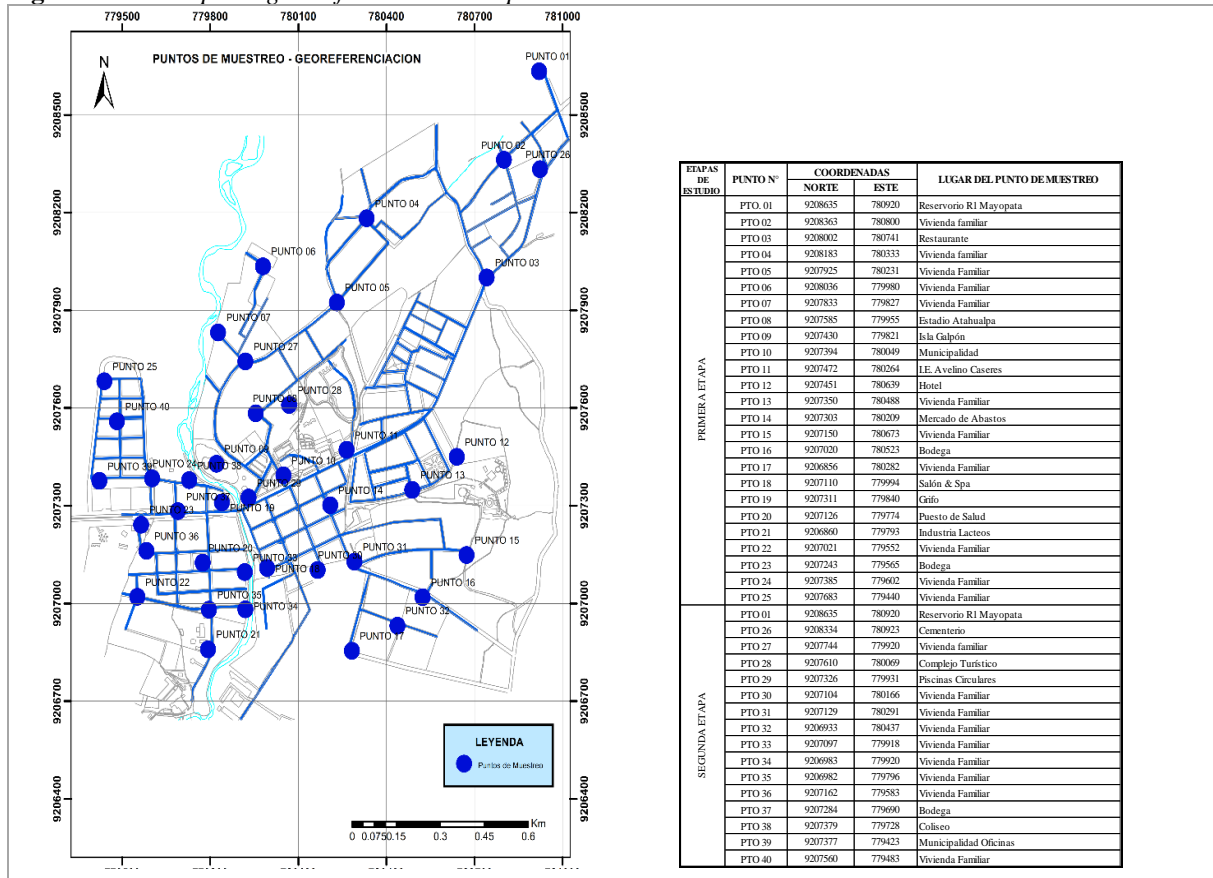 779500 779800 780100 780400 780700 781000
PUNTOS DE MUESTREO - GEOREFERENCIACION
N
PUNTO 01
9208500 9208500
PUNTO 02
PUNTO 26
9208200 9208200
PUNTO 04
PUNTO 06
PUNTO 03
PUNTO 05
9207900 9207900
PUNTO 07
PUNTO 27
PUNTO 25
PUNTO 28
9207600 9207600
PUNTO 40
PUNTO 11
PUNTO 12
PUNTO 39
PUNTO 24
PUNTO 38
PUNTO 10
PUNTO 13
9207300 9207300
PUNTO 29
PUNTO 14
PUNTO 37
PUNTO 23
PUNTO 19
PUNTO 36
PUNTO 20
PUNTO 33
PUNTO 31
PUNTO 15
PUNTO 18
PUNTO 22
PUNTO 16
9207000 9207000
PUNTO 35
PUNTO 34
PUNTO 32
PUNTO 21
PUNTO 17
9206700 9206700
LEYENDA
Puntos de Muestreo
9206400 9206400
Km
0 0.075 0.15 0.3 0.45 0.6
ETAPAS DE ESTUDIO PUNTO N° COORDENADAS LUGAR DEL PUNTO DE MUESTREO
NORTE ESTE
PRIMERA ETAPA
PTO. 01 9208635 780920 Reservorio R1 Mayopata
PTO 02 9208363 780800 Vivienda familiar
PTO 03 9208002 780741 Restaurante
PTO 04 9208183 780333 Vivienda familiar
PTO 05 9207925 780231 Vivienda Familiar
PTO 06 9208036 779980 Vivienda Familiar
PTO 07 9207833 779827 Vivienda Familiar
PTO 08 9207585 779955 Estadio Atahualpa
PTO 09 9207430 779821 Isla Galpón
PTO 10 9207394 780049 Municipalidad
PTO 11 9207472 780264 I.E. Avelino Caseres
PTO 12 9207451 780639 Hotel
PTO 13 9207350 780488 Vivienda Familiar
PTO 14 9207303 780209 Mercado de Abastos
PTO 15 9207150 780673 Vivienda Familiar
PTO 16 9207020 780523 Bodega
PTO 17 9206856 780282 Vivienda Familiar
PTO 18 9207110 779994 Salón & Spa
PTO 19 9207311 779840 Grifo
PTO 20 9207126 779774 Puesto de Salud
PTO 21 9206860 779793 Industria Lacteos
PTO 22 9207021 779552 Vivienda Familiar
PTO 23 9207243 779565 Bodega
PTO 24 9207385 779602 Vivienda Familiar
PTO 25 9207683 779440 Vivienda Familiar
SEGUNDA ETAPA
PTO 01 9208635 780920 Reservorio R1 Mayopata
PTO 26 9208334 780923 Cementerio
PTO 27 9207744 779920 Vivienda familiar
PTO 28 9207610 780069 Complejo Turístico
PTO 29 9207326 779931 Piscinas Circulares
PTO 30 9207104 780166 Vivienda Familiar
PTO 31 9207129 780291 Vivienda Familiar
PTO 32 9206933 780437 Vivienda Familiar
PTO 33 9207097 779918 Vivienda Familiar
PTO 34 9206983 779920 Vivienda Familiar
PTO 35 9206982 779796 Vivienda Familiar
PTO 36 9207162 779583 Vivienda Familiar
PTO 37 9207284 779690 Bodega
PTO 38 9207379 779728 Coliseo
PTO 39 9207377 779423 Municipalidad Oficinas
PTO 40 9207560 779483 Vivienda Familiar